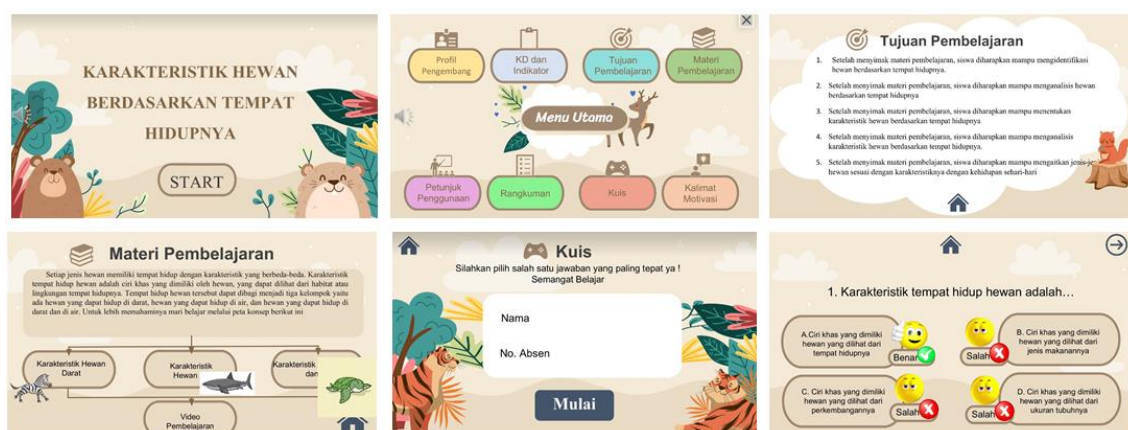 KARAKTERISTIK HEWAN
BERDASARKAN TEMPAT
HIDUPNYA
START
Profil
Pengembang
KD dan
Indikator
Tujuan
Pembelajaran
Materi
Pembelajaran
Menu Utama
Petunjuk
Penggunaan
Rangkuman
Kuis
Kalimat
Motivasi
Tujuan Pembelajaran
1. Setelah menyimak materi pembelajaran, siswa diharapkan mampu mengidentifikasi
hewan berdasarkan tempat hidupnya.
2. Setelah menyimak materi pembelajaran, siswa diharapkan mampu menganalisis hewan
berdasarkan tempat hidupnya
3. Setelah menyimak materi pembelajaran, siswa diharapkan mampu menentukan
karakteristik hewan berdasarkan tempat hidupnya
4. Setelah menyimak materi pembelajaran, siswa diharapkan mampu menganalisis
karakteristik hewan berdasarkan tempat hidupnya.
5. Setelah menyimak materi pembelajaran, siswa diharapkan mampu mengaitkan
hewan sesuai dengan karakteristiknya dengan kehidupan sehari-hari
Materi Pembelajaran
Setiap jenis hewan memiliki tempat hidup dengan karakteristik yang berbeda-beda. Karakteristik
tempat hidup hewan adalah ciri khas yang dimiliki oleh hewan, yang dapat dilihat dari habitat atau
lingkungan tempat hidupnya. Tempat hidup hewan tersebut dapat dibagi menjadi tiga kelompok yaitu
ada hewan yang dapat hidup di darat, hewan yang dapat hidup di air, dan hewan yang dapat hidup di
darat dan di air. Untuk lebih memahaminya mari belajar melalui peta konsep berikut ini
Karakteristik Hewan
Darat
Karakteristik
Hewan
Karakteristik
Video
Pembelajaran
Kuis
Silahkan pilih salah satu jawaban yang paling tepat ya !
Semangat Belajar
Nama
No. Absen
Mulai
1. Karakteristik tempat hidup hewan adalah…
A.Ciri khas yang dimiliki
hewan yang dilihat dari
tempat hidupnya
Benar
Salah
B. Ciri khas yang dimiliki
hewan yang dilihat dari
jenis makanannya
C. Ciri khas yang dimiliki
hewan yang dilihat dari
perkembangannya
Salah
Salah
D. Ciri khas yang dimiliki
hewan yang dilihat dari
ukuran tubuhnya